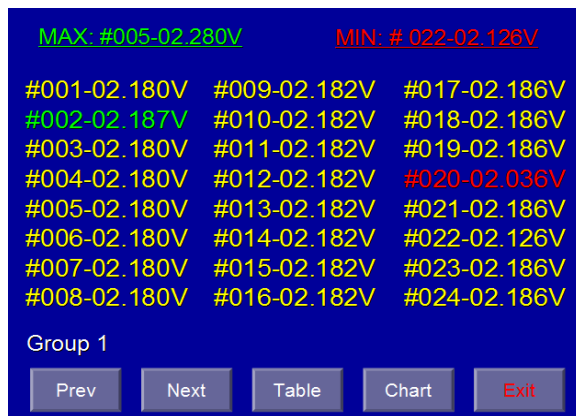 MAX: #005-02.280V MIN: # 022-02.126V
#001-02.180V #009-02.182V #017-02.186V
#002-02.187V #010-02.182V #018-02.186V
#003-02.180V #011-02.182V #019-02.186V
#004-02.180V #012-02.182V #020-02.036V
#005-02.180V #013-02.182V #021-02.186V
#006-02.180V #014-02.182V #022-02.126V
#007-02.180V #015-02.182V #023-02.186V
#008-02.180V #016-02.182V #024-02.186V
Group 1
Prev Next Table Chart Exit